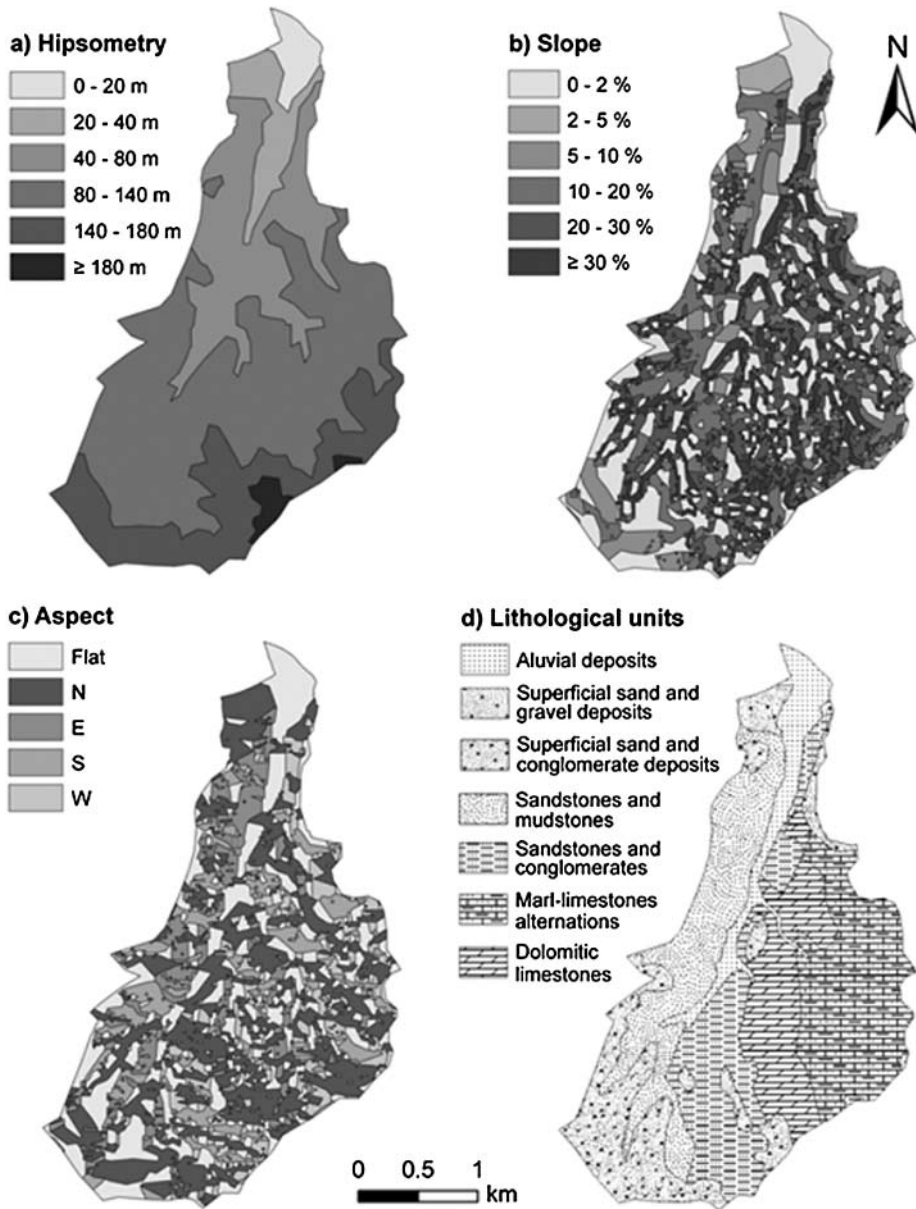 a) Hipsometry
0 - 20 m
20 - 40 m
40 - 80 m
80 - 140 m
140 - 180 m
≥ 180 m
b) Slope
0 - 2 %
2 - 5 %
5 - 10 %
10 - 20 %
20 - 30 %
≥ 30 %
N
c) Aspect
Flat
N
E
S
W
d) Lithological units
Aluvial deposits
Superficial sand and
gravel deposits
Superficial sand and
conglomerate deposits
Sandstones and
mudstones
Sandstones and
conglomerates
Marl-limestones
alternations
Dolomitic
limestones
0 0.5 1
km